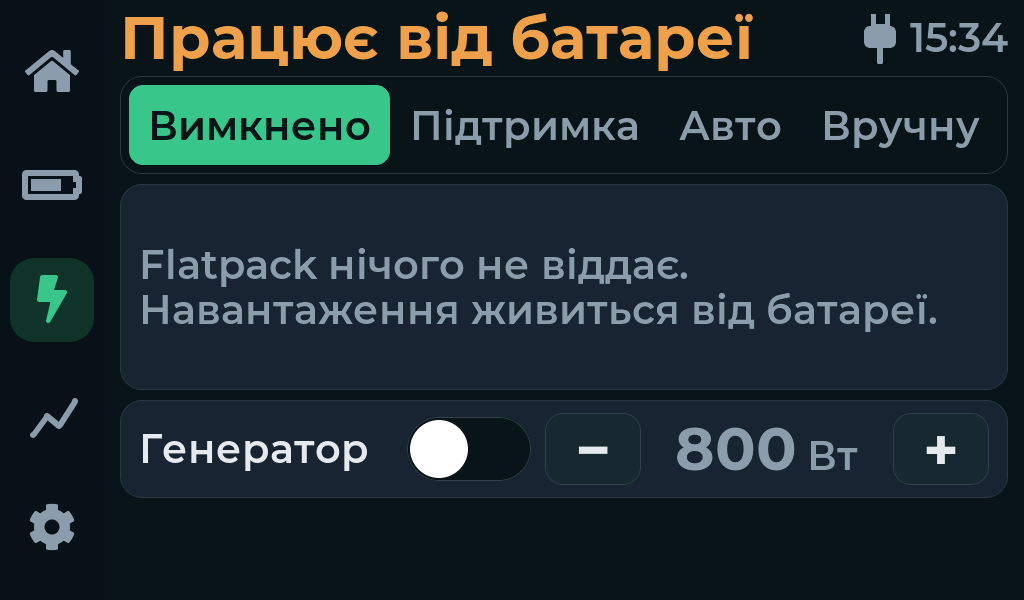 Працює від батареї
15:34
Вимкнено Підтримка Авто Вручну
Flatpack нічого не віддає.
Навантаження живиться від батареї.
Генератор − 800 Вт +